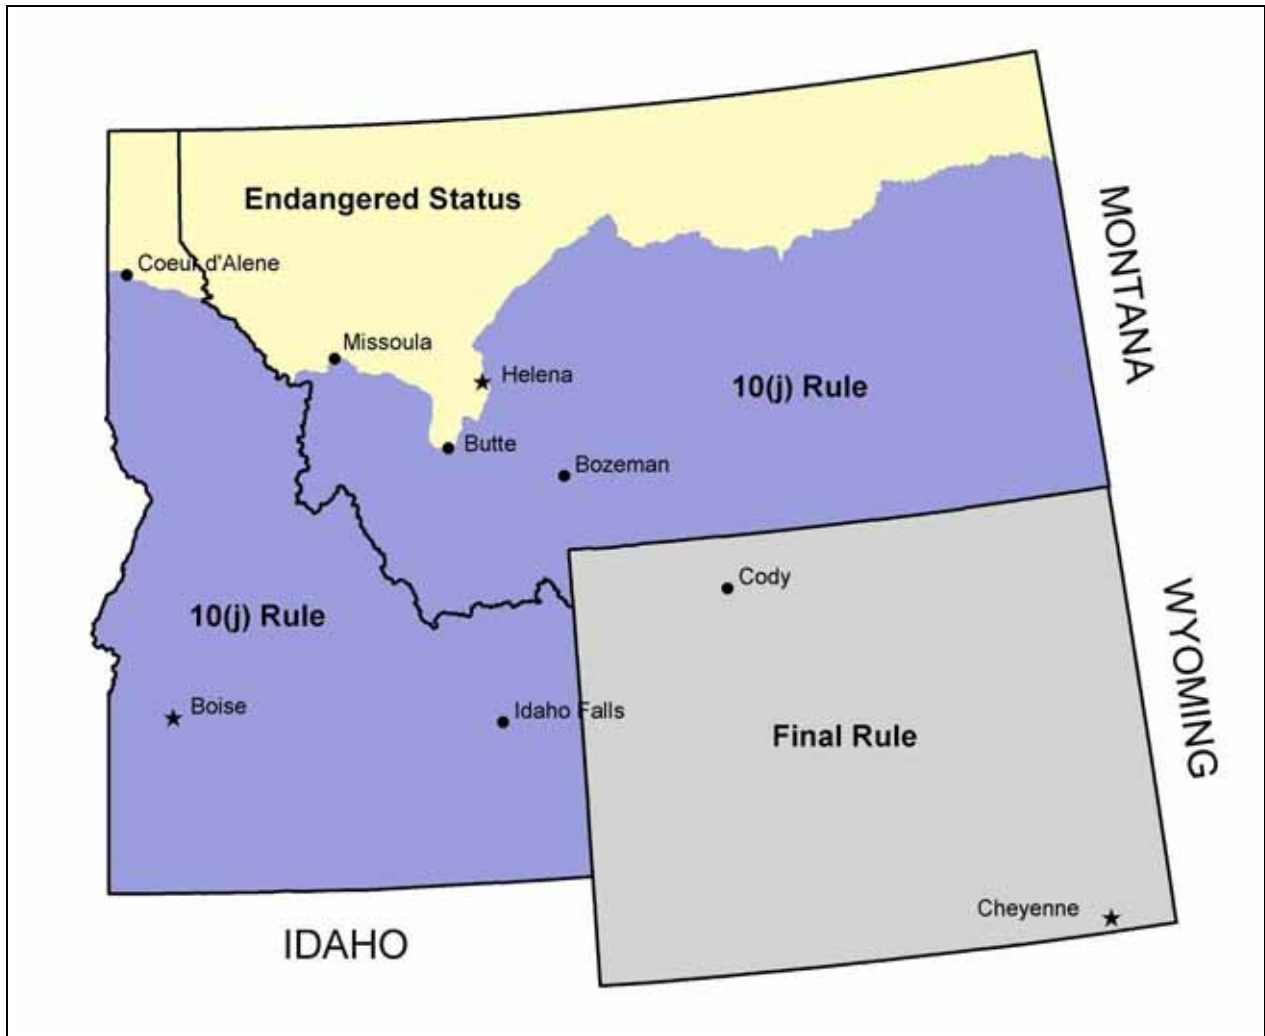 Endangered Status
MONTANA
Coeur d'Alene
Missoula
Helena
10(j) Rule
Butte
Bozeman
Cody
WYOMING
10(j) Rule
Boise
Idaho Falls
Final Rule
Cheyenne
IDAHO